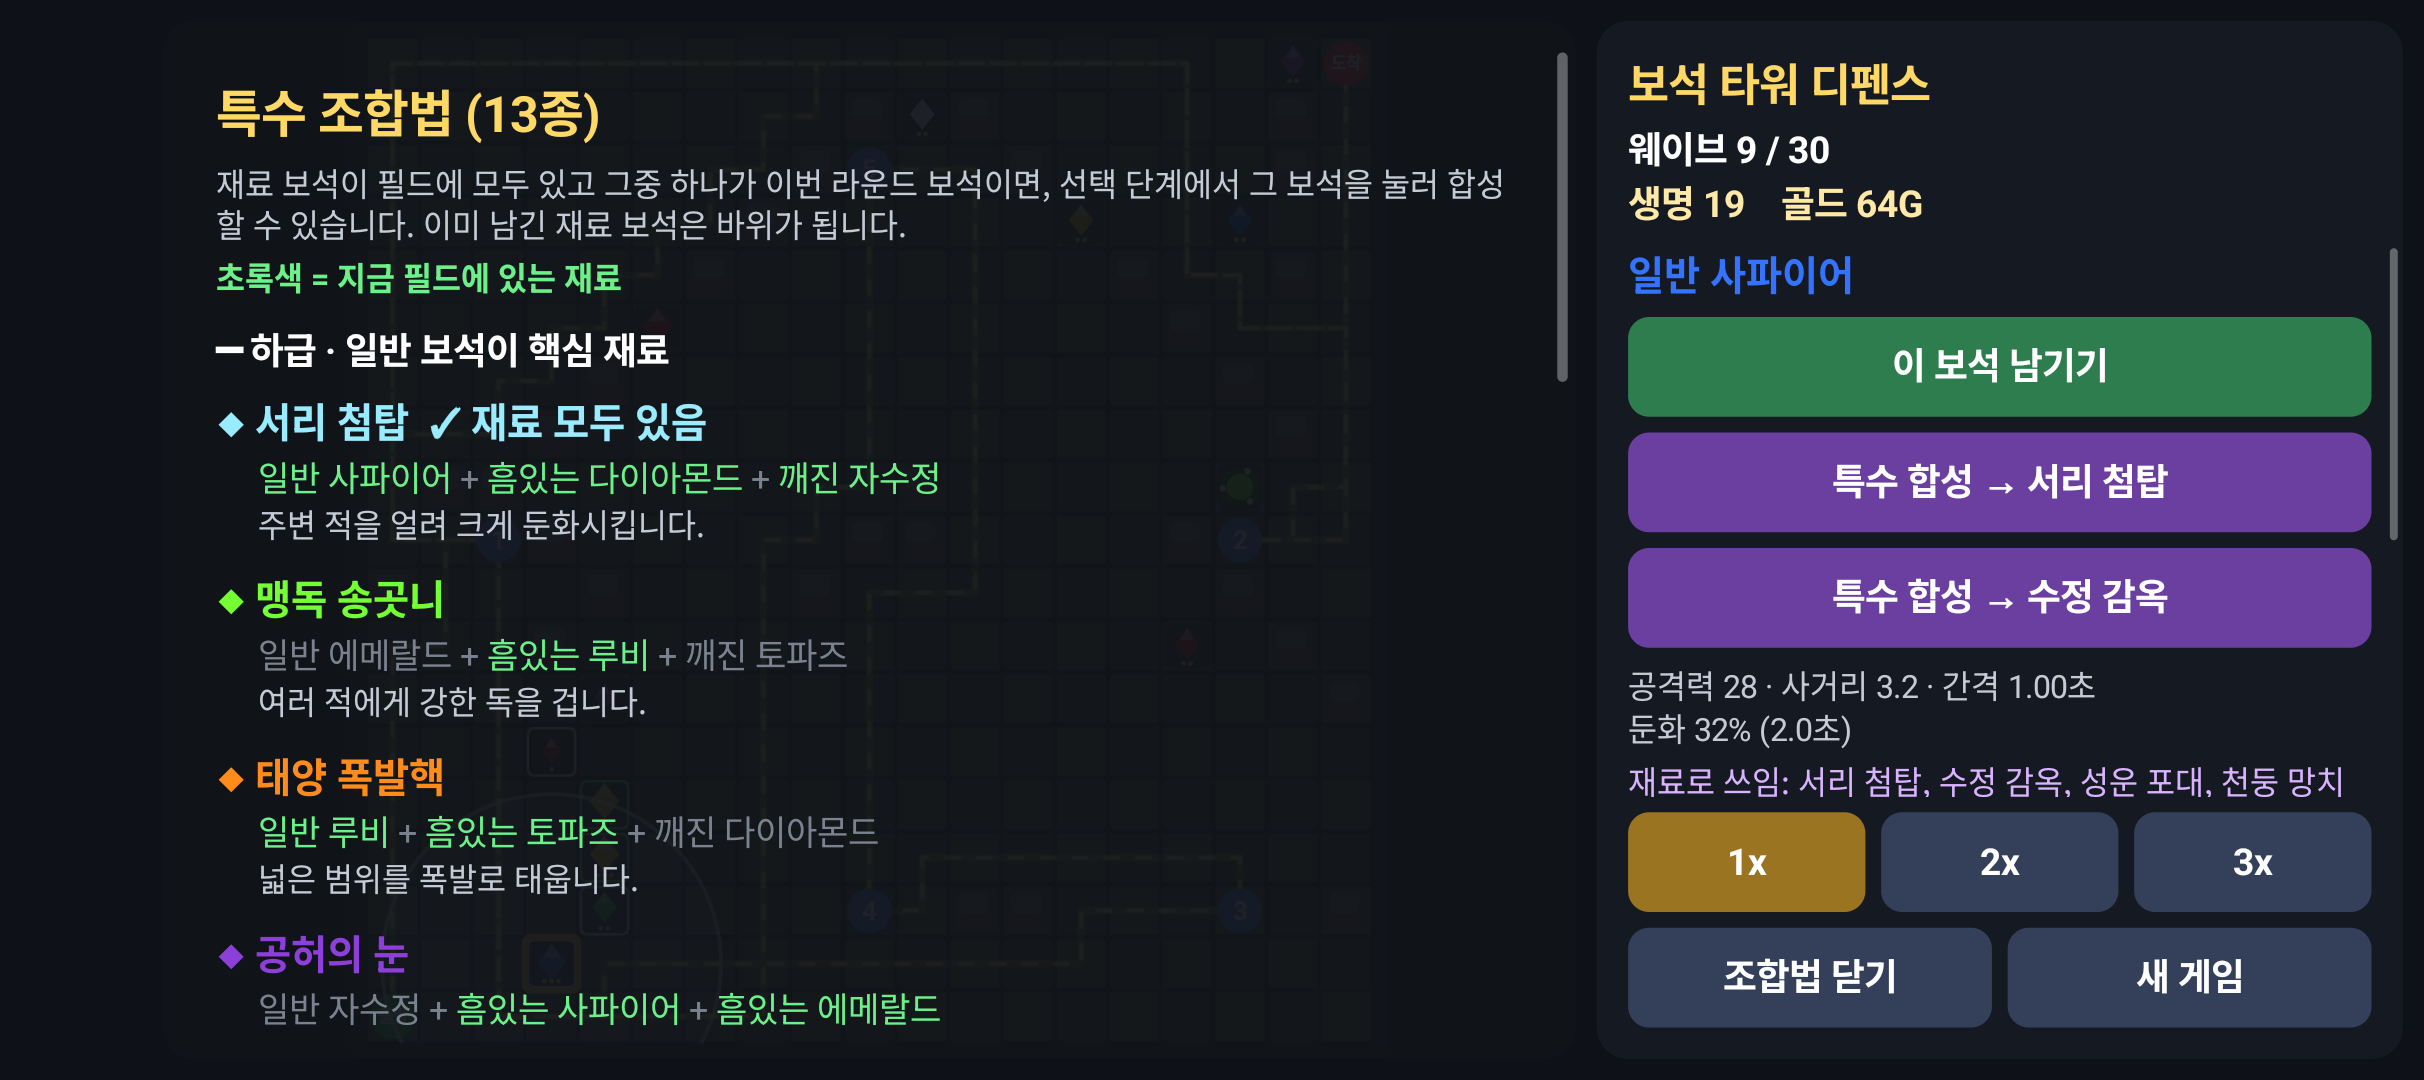 특수 조합법 (13종)
재료 보석이 필드에 모두 있고 그중 하나가 이번 라운드 보석이면, 선택 단계에서 그 보석을 눌러 합성
할 수 있습니다. 이미 남긴 재료 보석은 바위가 됩니다.
초록색 = 지금 필드에 있는 재료
━ 하급 · 일반 보석이 핵심 재료
◆ 서리 첨탑 ✓ 재료 모두 있음
일반 사파이어 + 흠있는 다이아몬드 + 깨진 자수정
주변 적을 얼려 크게 둔화시킵니다.
◆ 맹독 송곳니
일반 에메랄드 + 흠있는 루비 + 깨진 토파즈
여러 적에게 강한 독을 겁니다.
◆ 태양 폭발핵
일반 루비 + 흠있는 토파즈 + 깨진 다이아몬드
넓은 범위를 폭발로 태웁니다.
◆ 공허의 눈
일반 자수정 + 흠있는 사파이어 + 흠있는 에메랄드
도착
5
1
2
4
3
보석 타워 디펜스
웨이브 9 / 30
생명 19 골드 64G
일반 사파이어
이 보석 남기기
특수 합성 → 서리 첨탑
특수 합성 → 수정 감옥
공격력 28 · 사거리 3.2 · 간격 1.00초
둔화 32% (2.0초)
재료로 쓰임: 서리 첨탑, 수정 감옥, 성운 포대, 천둥 망치
1x 2x 3x
조합법 닫기 새 게임